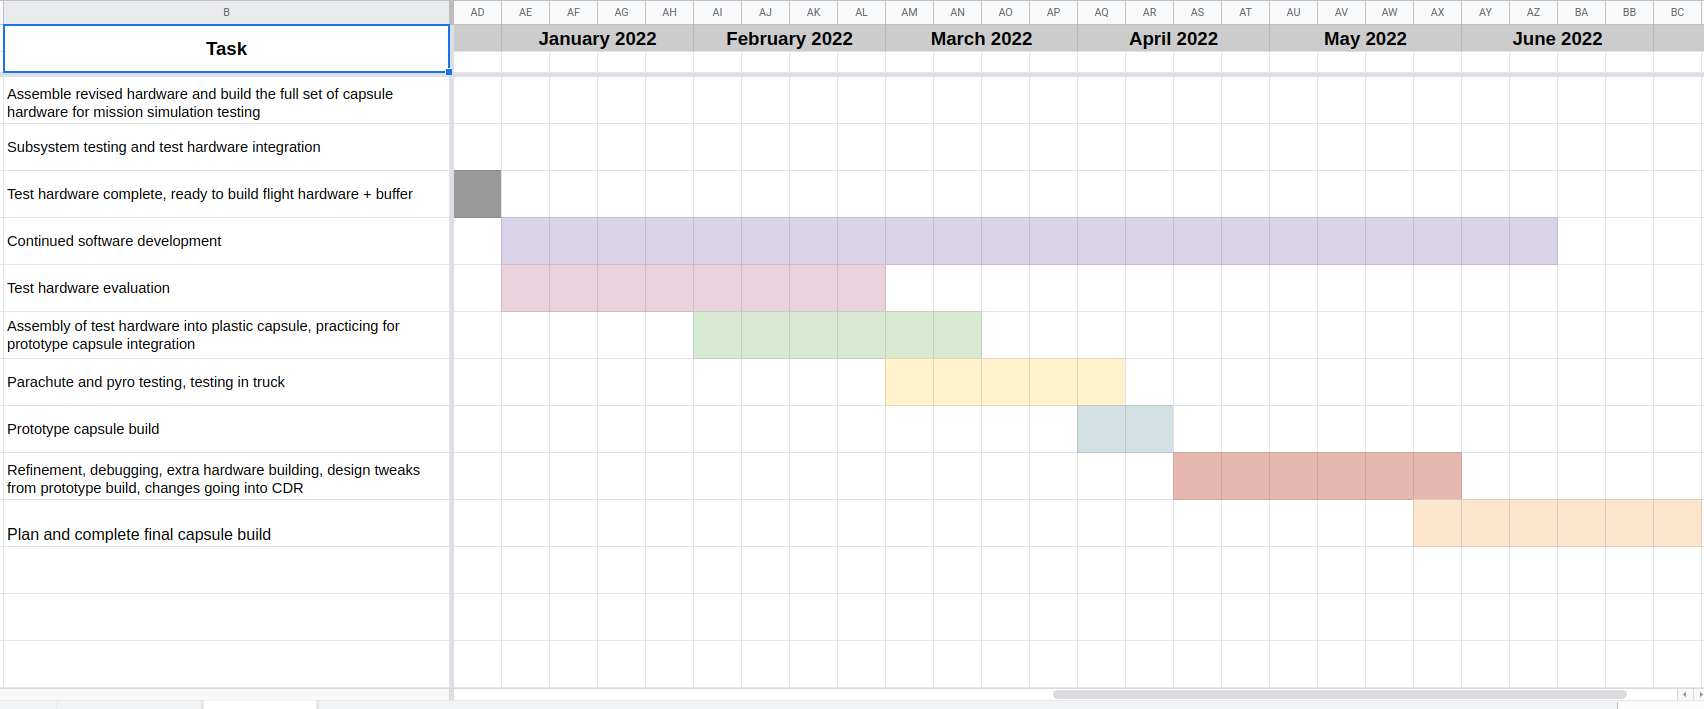 B AD AE AF AG AH AI AJ AK AL AM AN AO AP AQ AR AS AT AU AV AW AX AY AZ BA BB BC
Task
January 2022 February 2022 March 2022 April 2022 May 2022 June 2022
Assemble revised hardware and build the full set of capsule
hardware for mission simulation testing
Subsystem testing and test hardware integration
Test hardware complete, ready to build flight hardware + buffer
Continued software development
Test hardware evaluation
Assembly of test hardware into plastic capsule, practicing for
prototype capsule integration
Parachute and pyro testing, testing in truck
Prototype capsule build
Refinement, debugging, extra hardware building, design tweaks
from prototype build, changes going into CDR
Plan and complete final capsule build